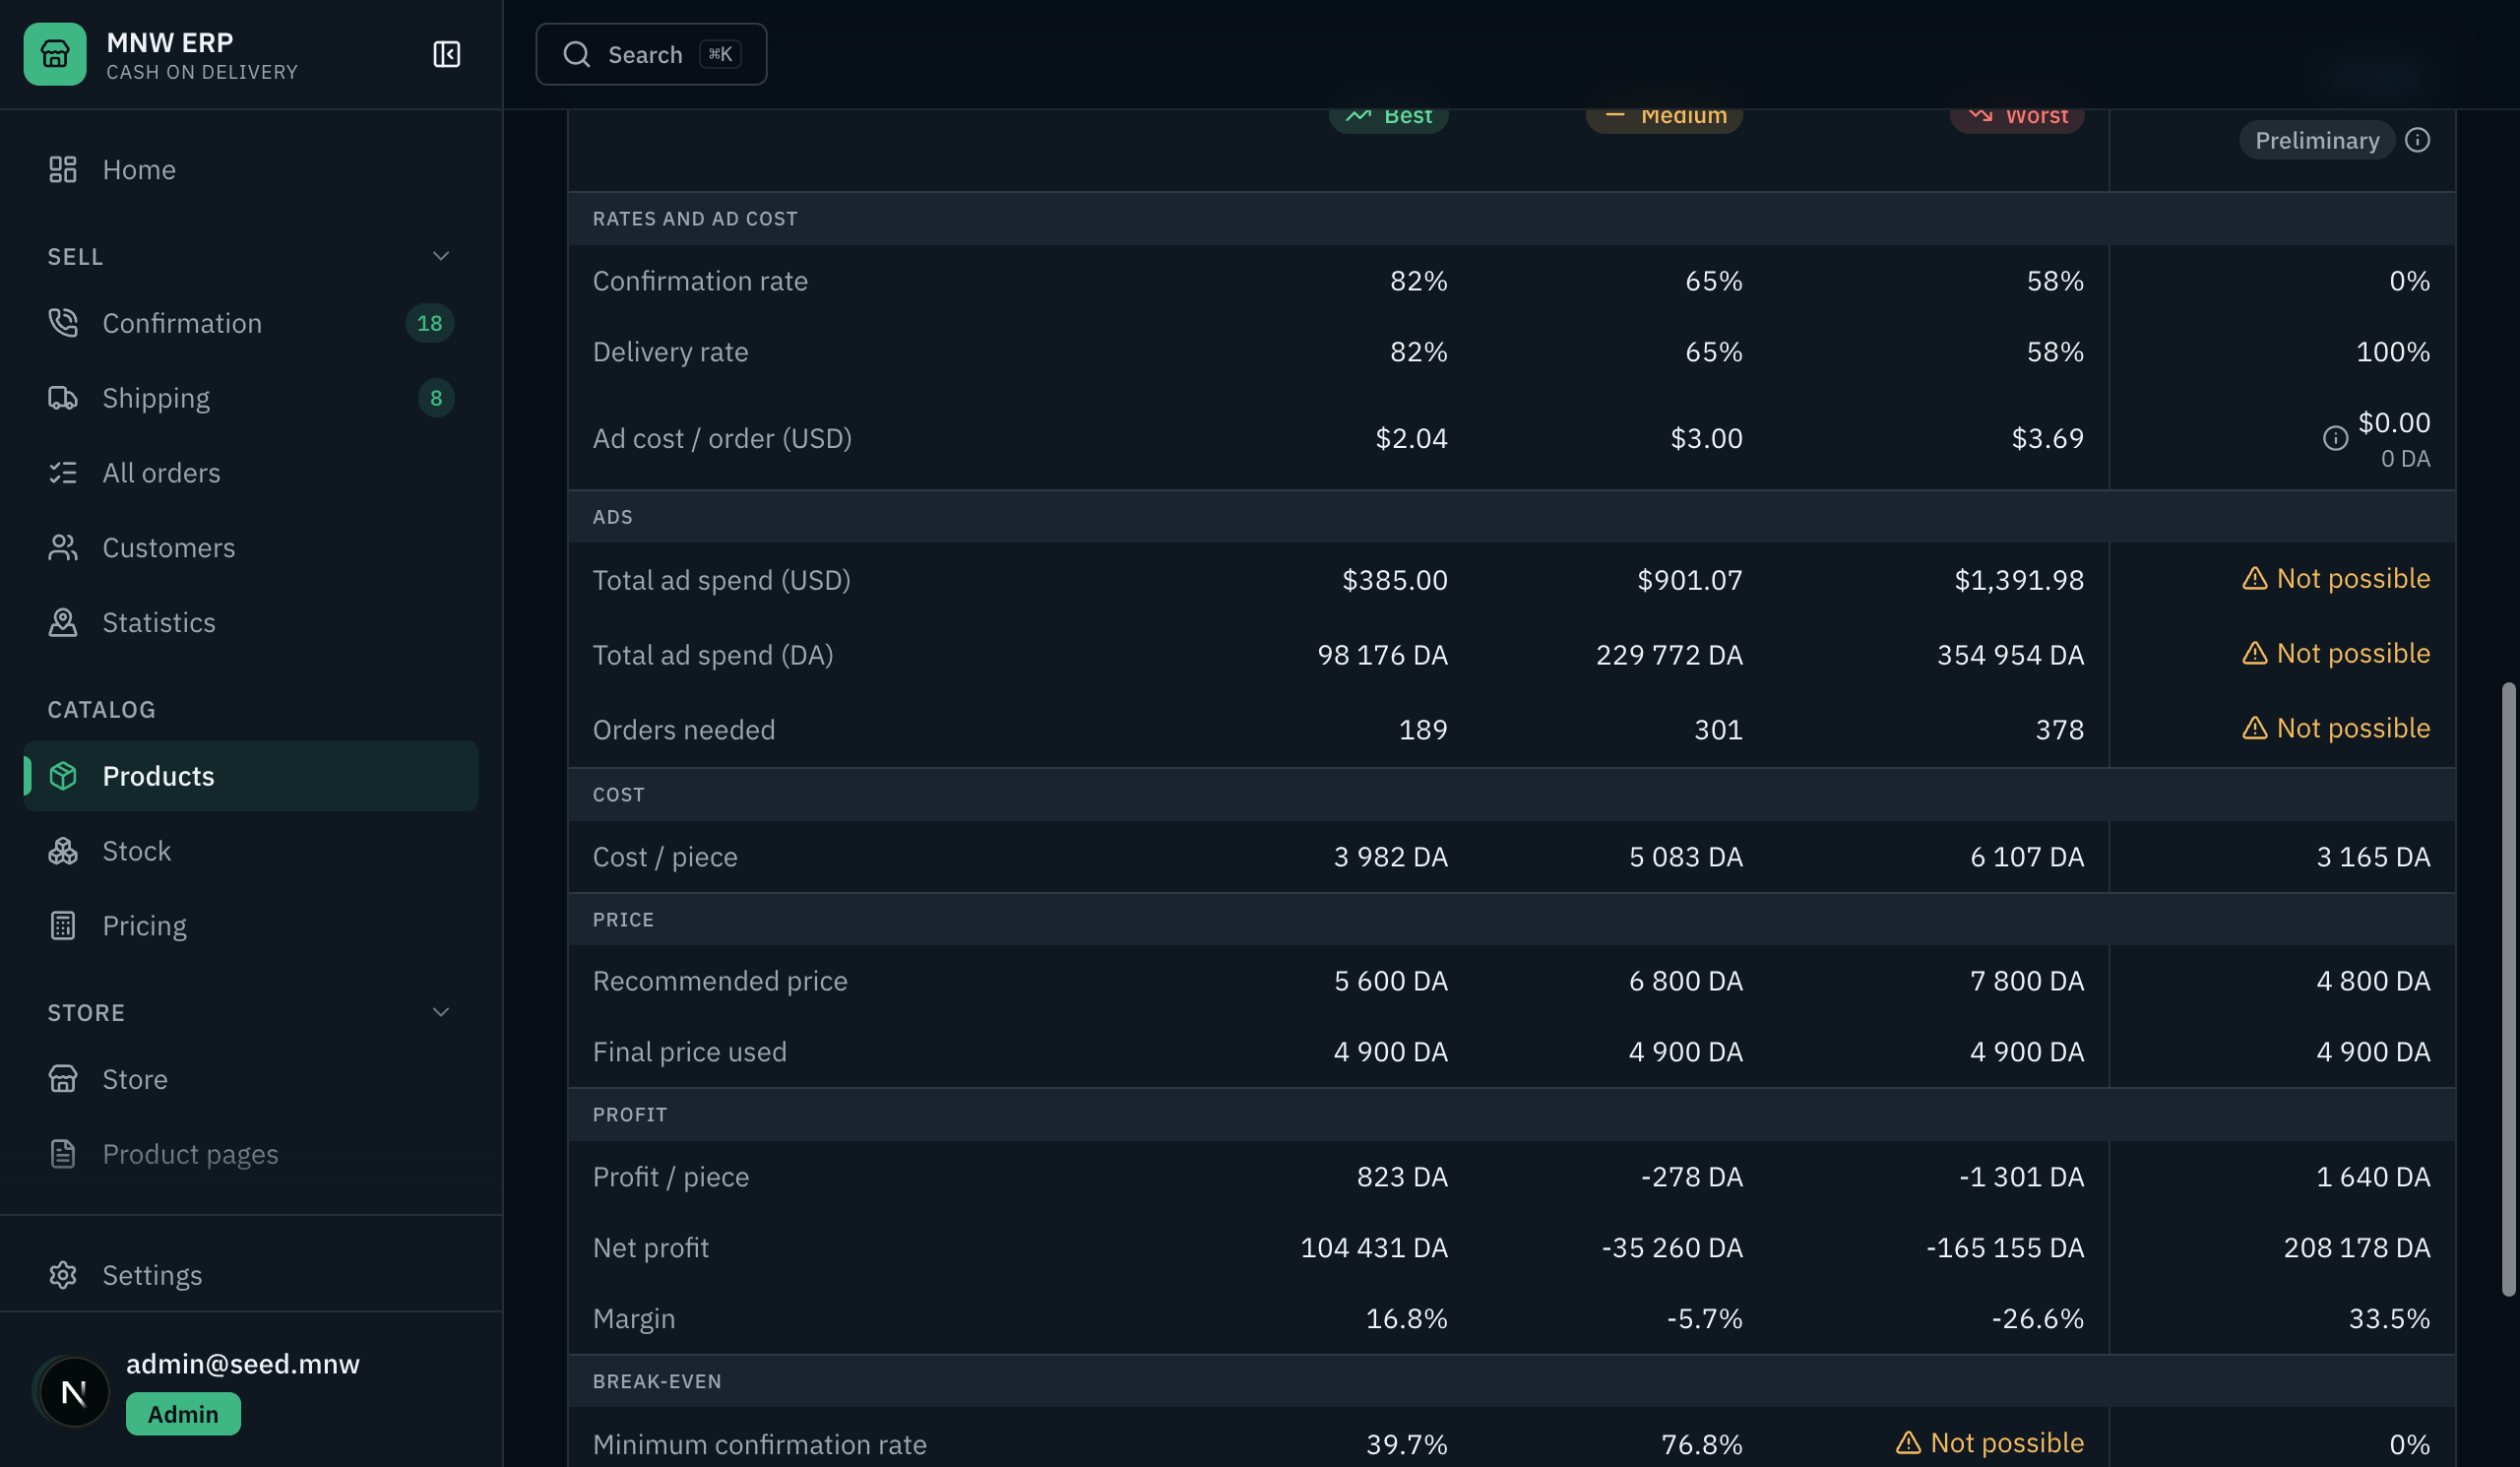 MNW ERP
CASH ON DELIVERY
Search ⌘K
Home
SELL
Confirmation 18
Shipping 8
All orders
Customers
Statistics
CATALOG
Products
Stock
Pricing
STORE
Store
Product pages
Settings
admin@seed.mnw
Admin
Best Medium Worst
Preliminary
RATES AND AD COST
Confirmation rate 82% 65% 58% 0%
Delivery rate 82% 65% 58% 100%
Ad cost / order (USD) $2.04 $3.00 $3.69 $0.00
0 DA
ADS
Total ad spend (USD) $385.00 $901.07 $1,391.98 Not possible
Total ad spend (DA) 98 176 DA 229 772 DA 354 954 DA Not possible
Orders needed 189 301 378 Not possible
COST
Cost / piece 3 982 DA 5 083 DA 6 107 DA 3 165 DA
PRICE
Recommended price 5 600 DA 6 800 DA 7 800 DA 4 800 DA
Final price used 4 900 DA 4 900 DA 4 900 DA 4 900 DA
PROFIT
Profit / piece 823 DA -278 DA -1 301 DA 1 640 DA
Net profit 104 431 DA -35 260 DA -165 155 DA 208 178 DA
Margin 16.8% -5.7% -26.6% 33.5%
BREAK-EVEN
Minimum confirmation rate 39.7% 76.8% Not possible 0%